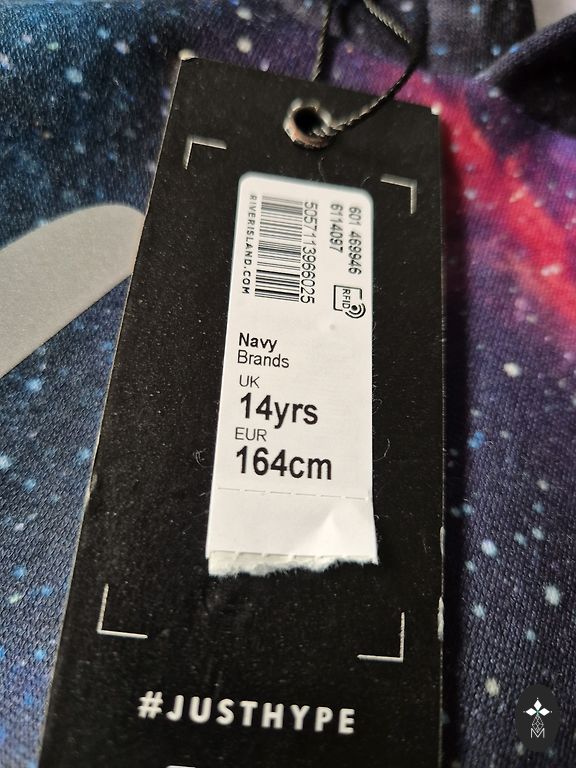 601 469946
6114097
5057113966025
RIVERISLAND.COM
RFID
Navy
Brands
UK
14yrs
EUR
164cm
#JUSTHYPE
M